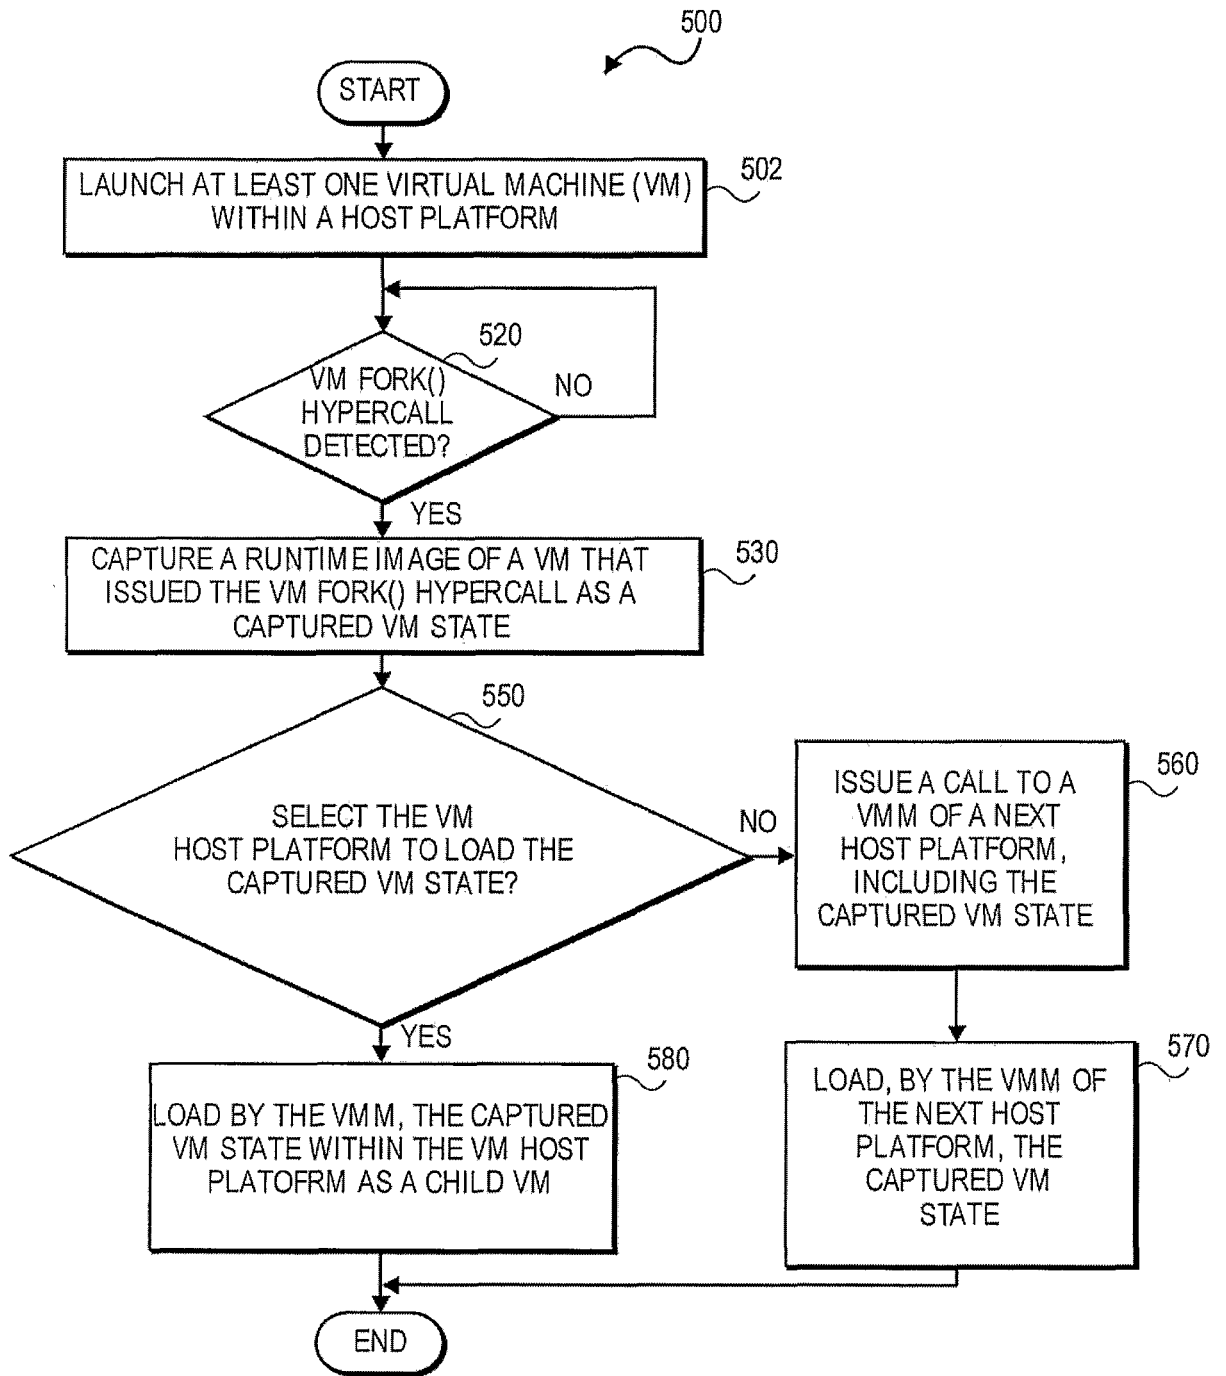 500
START
502
LAUNCH AT LEAST ONE VIRTUAL MACHINE (VM)
WITHIN A HOST PLATFORM
520
VM FORK()
HYPERCALL
DETECTED?
NO
YES
530
CAPTURE A RUNTIME IMAGE OF A VM THAT
ISSUED THE VM FORK() HYPERCALL AS A
CAPTURED VM STATE
550
SELECT THE VM
HOST PLATFORM TO LOAD THE
CAPTURED VM STATE?
NO
560
ISSUE A CALL TO A
VMM OF A NEXT
HOST PLATFORM,
INCLUDING THE
CAPTURED VM STATE
YES
580
LOAD BY THE VMM, THE CAPTURED
VM STATE WITHIN THE VM HOST
PLATOFRM AS A CHILD VM
570
LOAD, BY THE VMM OF
THE NEXT HOST
PLATFORM, THE
CAPTURED VM
STATE
END